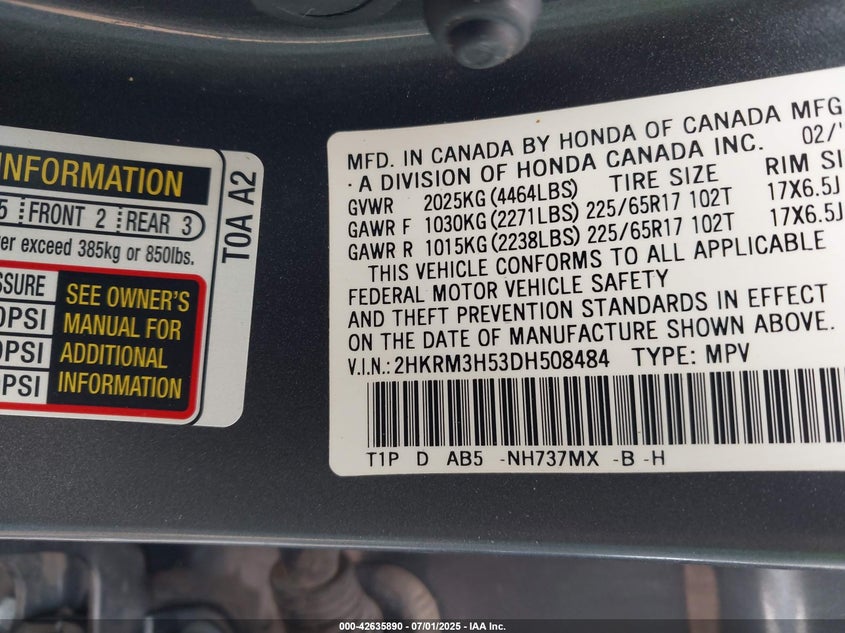 INFORMATION
5 FRONT 2 REAR 3
ver exceed 385kg or 850lbs.
SSURE
0PSI
0PSI
0PSI
SEE OWNER'S
MANUAL FOR
ADDITIONAL
INFORMATION
T0A A2
MFD. IN CANADA BY HONDA OF CANADA MFG
· A DIVISION OF HONDA CANADA INC. 02/
GVWR 2025KG(4464LBS) TIRE SIZE RIM SI
GAWR F 1030KG(2271LBS) 225/65R17 102T 17X6.5J
GAWR R 1015KG(2238LBS) 225/65R17 102T 17X6.5J
THIS VEHICLE CONFORMS TO ALL APPLICABLE
FEDERAL MOTOR VEHICLE SAFETY
AND THEFT PREVENTION STANDARDS IN EFFECT
ON THE DATE OF MANUFACTURE SHOWN ABOVE.
V.I.N.: 2HKRM3H53DH508484 TYPE: MPV
T1P D AB5 -NH737MX -B -H
000-42635890 - 07/01/2025 - IAA Inc.